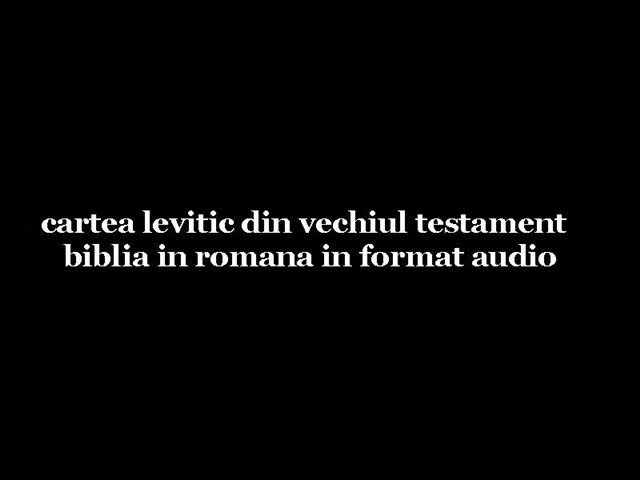 cartea levitic din vechiul testament
biblia in romana in format audio